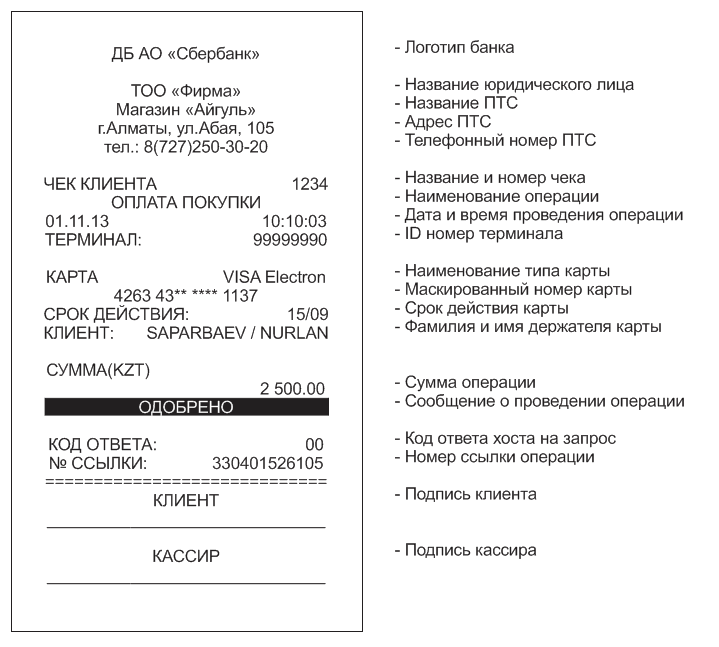 ДБ АО «Сбербанк»
- Логотип банка
ТОО «Фирма»
- Название юридического лица
Магазин «Айгуль»
- Название ПТС
г.Алматы, ул.Абая, 105
- Адрес ПТС
тел.: 8(727)250-30-20
- Телефонный номер ПТС
ЧЕК КЛИЕНТА 1234
- Название и номер чека
ОПЛАТА ПОКУПКИ
- Наименование операции
01.11.13 10:10:03
- Дата и время проведения операции
ТЕРМИНАЛ: 99999990
- ID номер терминала
КАРТА VISA Electron
- Наименование типа карты
4263 43** **** 1137
- Маскированный номер карты
СРОК ДЕЙСТВИЯ: 15/09
- Срок действия карты
КЛИЕНТ: SAPARBAEV / NURLAN
- Фамилия и имя держателя карты
СУММА(KZT)
2 500.00
- Сумма операции
ОДОБРЕНО
- Сообщение о проведении операции
КОД ОТВЕТА: 00
- Код ответа хоста на запрос
№ ССЫЛКИ: 330401526105
- Номер ссылки операции
==============================
КЛИЕНТ
- Подпись клиента
КАССИР
- Подпись кассира